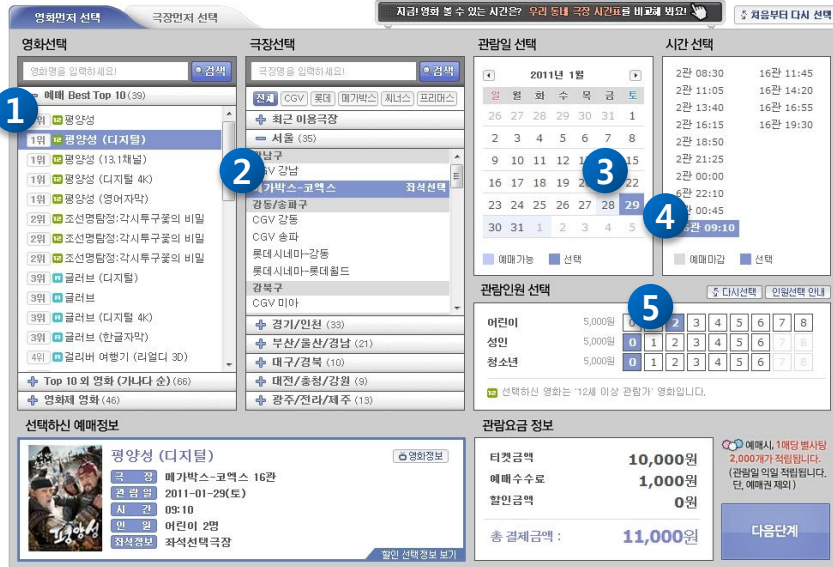 영화먼저 선택
극장먼저 선택
지금! 영화 볼 수 있는 시간은? 우리 동네 극장 시간표를 비교해 봐요!
처음부터 다시 선택
영화선택
영화명을 입력하세요!
검색
예매 Best Top 10 (39)
1
1위 12 평양성
1위 12 평양성 (디지털)
1위 12 평양성 (13.1채널)
1위 12 평양성 (디지털 4K)
1위 12 평양성 (영어자막)
2위 12 조선명탐정:각시투구꽃의 비밀
2위 12 조선명탐정:각시투구꽃의 비밀
2위 12 조선명탐정:각시투구꽃의 비밀
3위 글러브 (디지털)
3위 글러브
3위 글러브 (디지털 4K)
3위 글러브 (한글자막)
4위 걸리버 여행기 (리얼디 3D)
Top 10 외 영화 (가나다 순) (66)
영화제 영화 (46)
극장선택
극장명을 입력하세요!
검색
전체 CGV 롯데 메가박스 씨너스 프리머스
최근 이용극장
서울 (35)
2
강남구
CGV 강남
메가박스-코엑스 좌석선택
강동/송파구
CGV 강동
CGV 송파
롯데시네마-강동
롯데시네마-롯데월드
강북구
CGV 미아
경기/인천 (33)
부산/울산/경남 (21)
대구/경북 (10)
대전/충청/강원 (9)
광주/전라/제주 (13)
관람일 선택
2011년 1월
일 월 화 수 목 금 토
26 27 28 29 30 31 1
2 3 4 5 6 7 8
9 10 11 12 15
16 17 18 19 22
3
23 24 25 26 27 28 29
30 31 1 2 3 4 5
예매가능 선택
시간 선택
2관 08:30 16관 11:45
2관 11:05 16관 14:20
2관 13:40 16관 16:55
2관 16:15 16관 19:30
2관 18:50
2관 21:25
2관 00:00
6관 22:10
관 00:45
4
관 09:10
예매마감 선택
관람인원 선택
다시선택 인원선택 안내
5
어린이 5,000원 0 2 3 4 5 6 7 8
성인 5,000원 0 1 2 3 4 5 6 7 8
청소년 5,000원 0 1 2 3 4 5 6 7 8
12 선택하신 영화는 '12세 이상 관람가' 영화입니다.
선택하신 예매정보
평양성
평양성 (디지털)
영화정보
극 장 메가박스-코엑스 16관
관람일 2011-01-29(토)
시 간 09:10
인 원 어린이 2명
좌석정보 좌석선택극장
할인 선택정보 보기
관람요금 정보
티켓금액 10,000원
예매수수료 1,000원
할인금액 0원
총 결제금액 : 11,000원
예매시, 1매당 별사탕
2,000개가 적립됩니다.
(관람일 익일 적립됩니다.
단, 예매권 제외)
다음단계